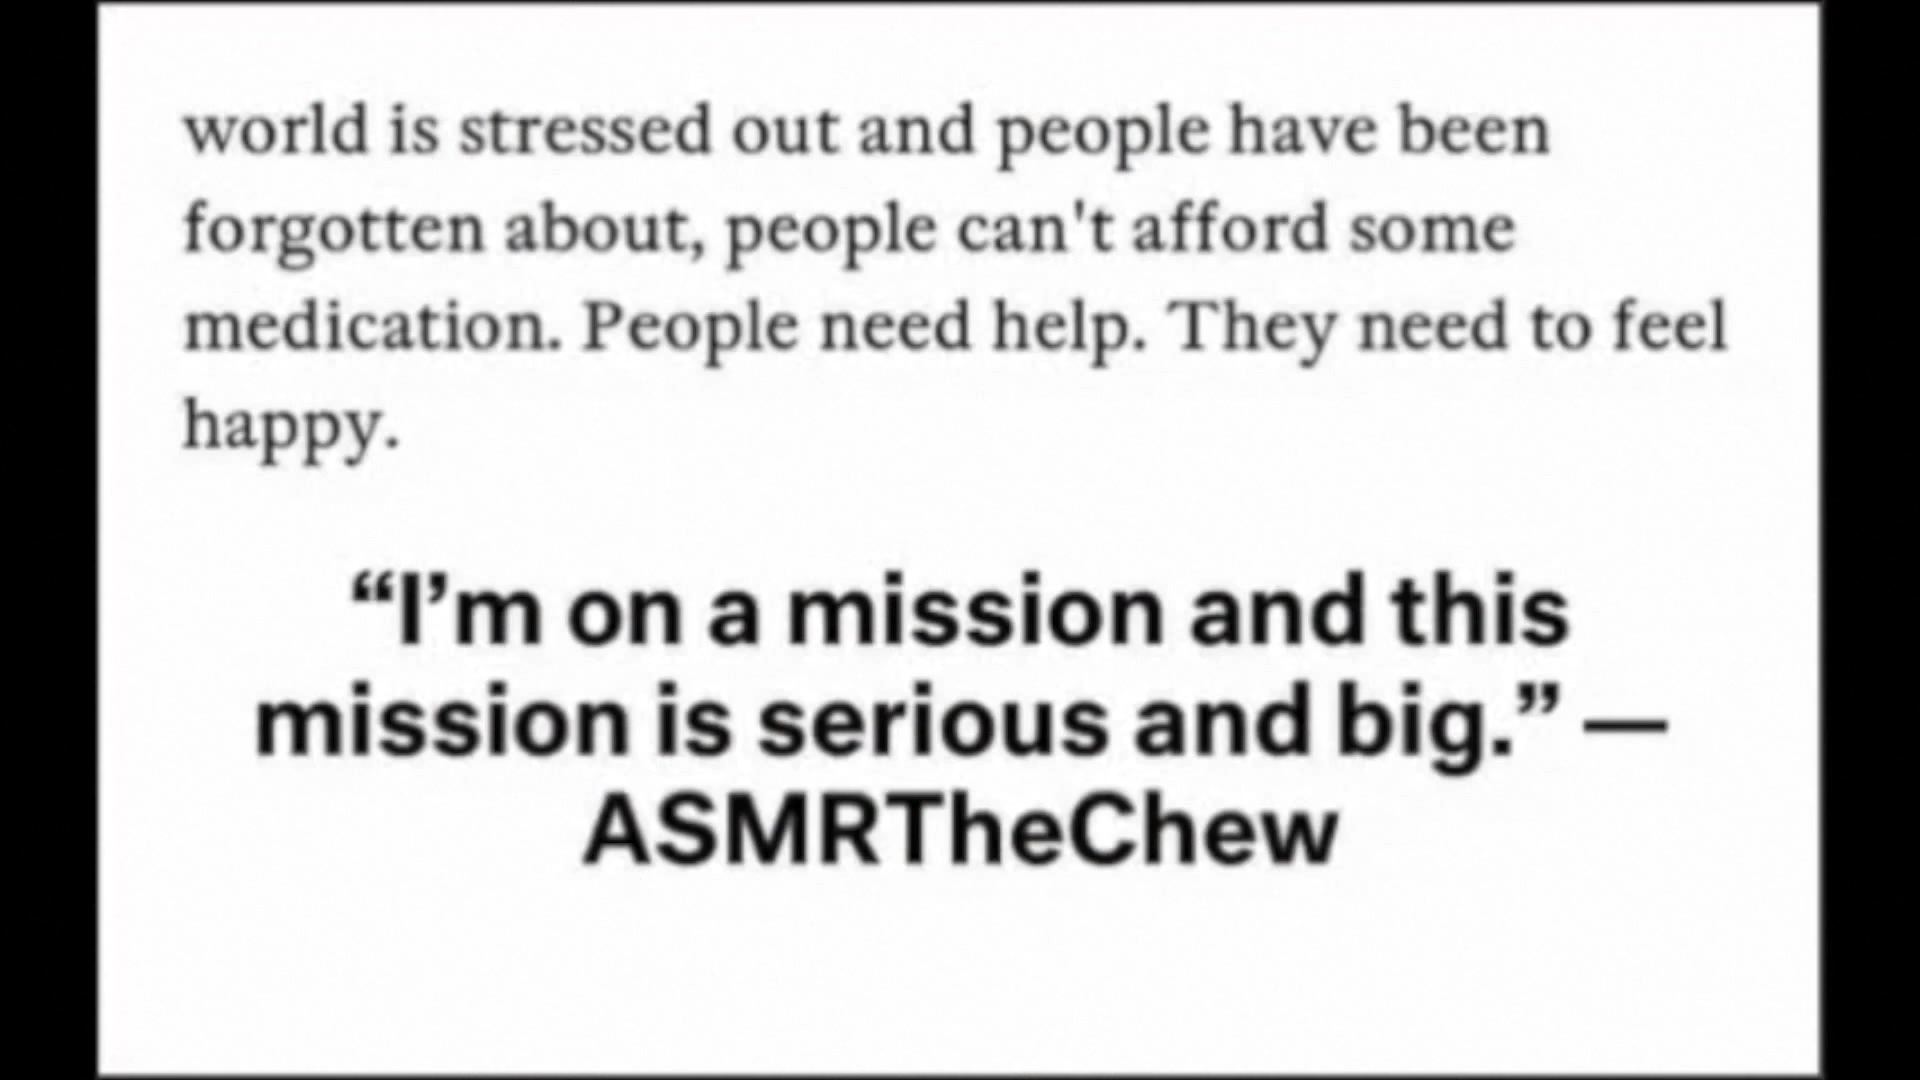 world is stressed out and people have been
forgotten about, people can't afford some
medication. People need help. They need to feel
happy.
“I’m on a mission and this
mission is serious and big.” —
ASMRTheChew